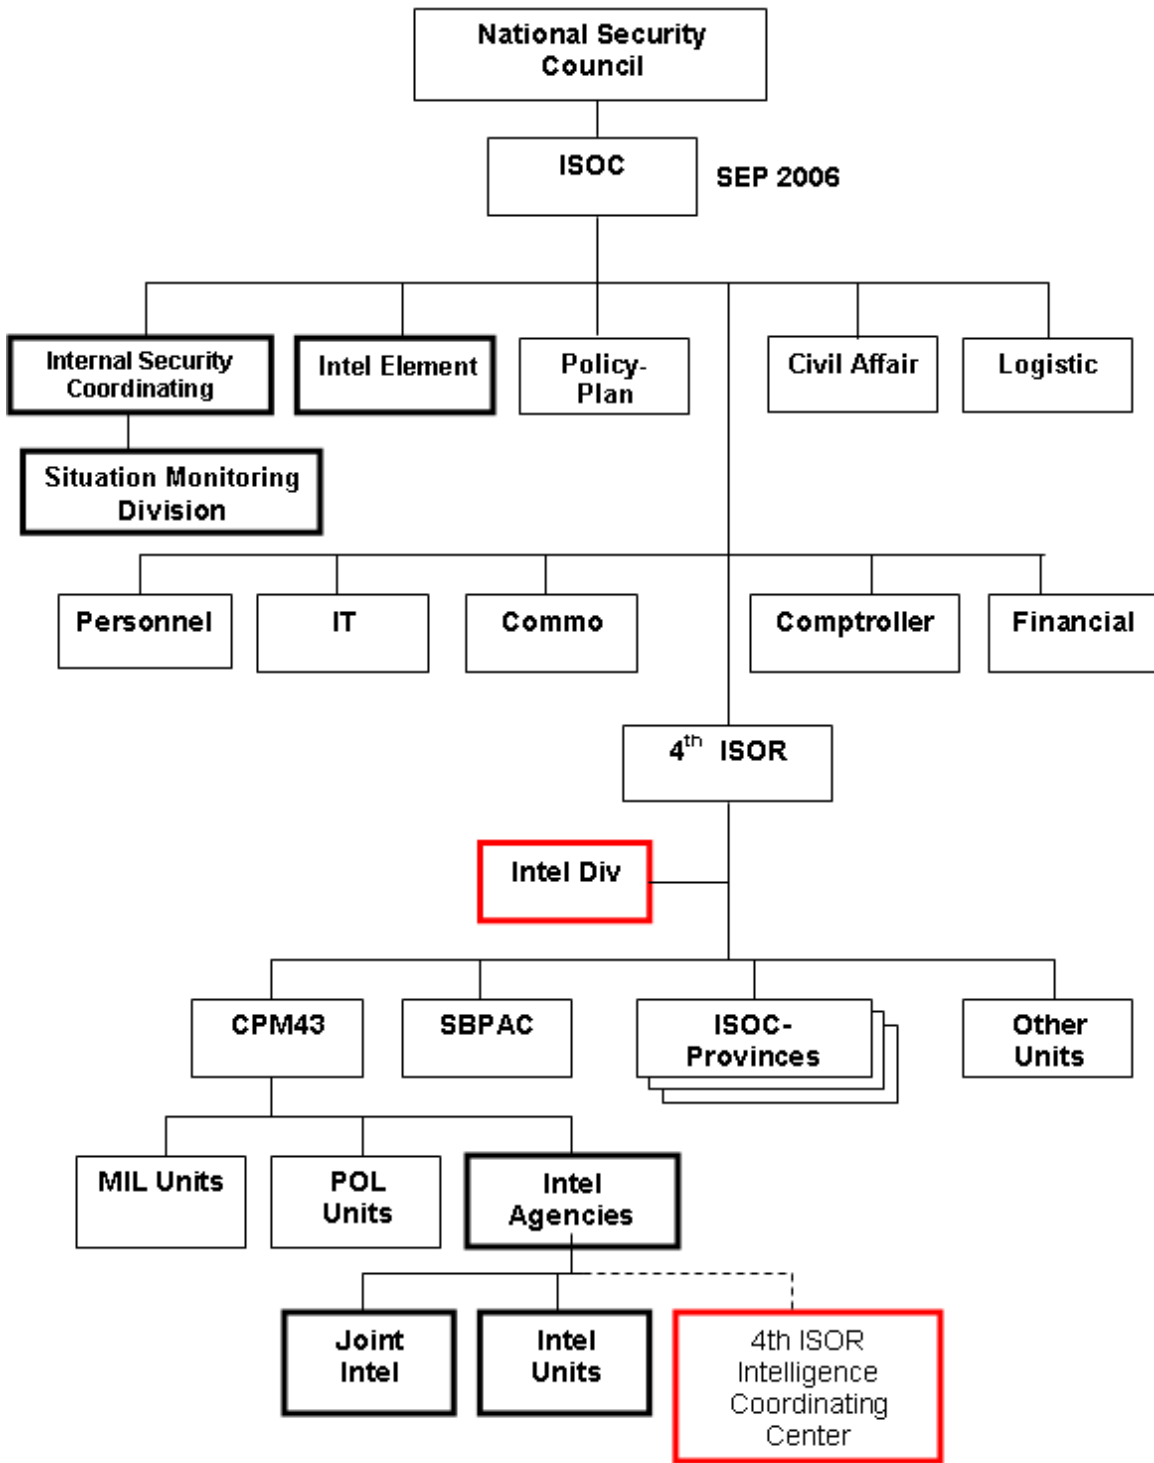 National Security
Council
ISOC
SEP 2006
Internal Security
Coordinating
Intel Element
Policy-
Plan
Civil Affair
Logistic
Situation Monitoring
Division
Personnel
IT
Commo
Comptroller
Financial
4th ISOR
Intel Div
CPM43
SBPAC
ISOC-
Provinces
Other
Units
MIL Units
POL
Units
Intel
Agencies
Joint
Intel
Intel
Units
4th ISOR
Intelligence
Coordinating
Center